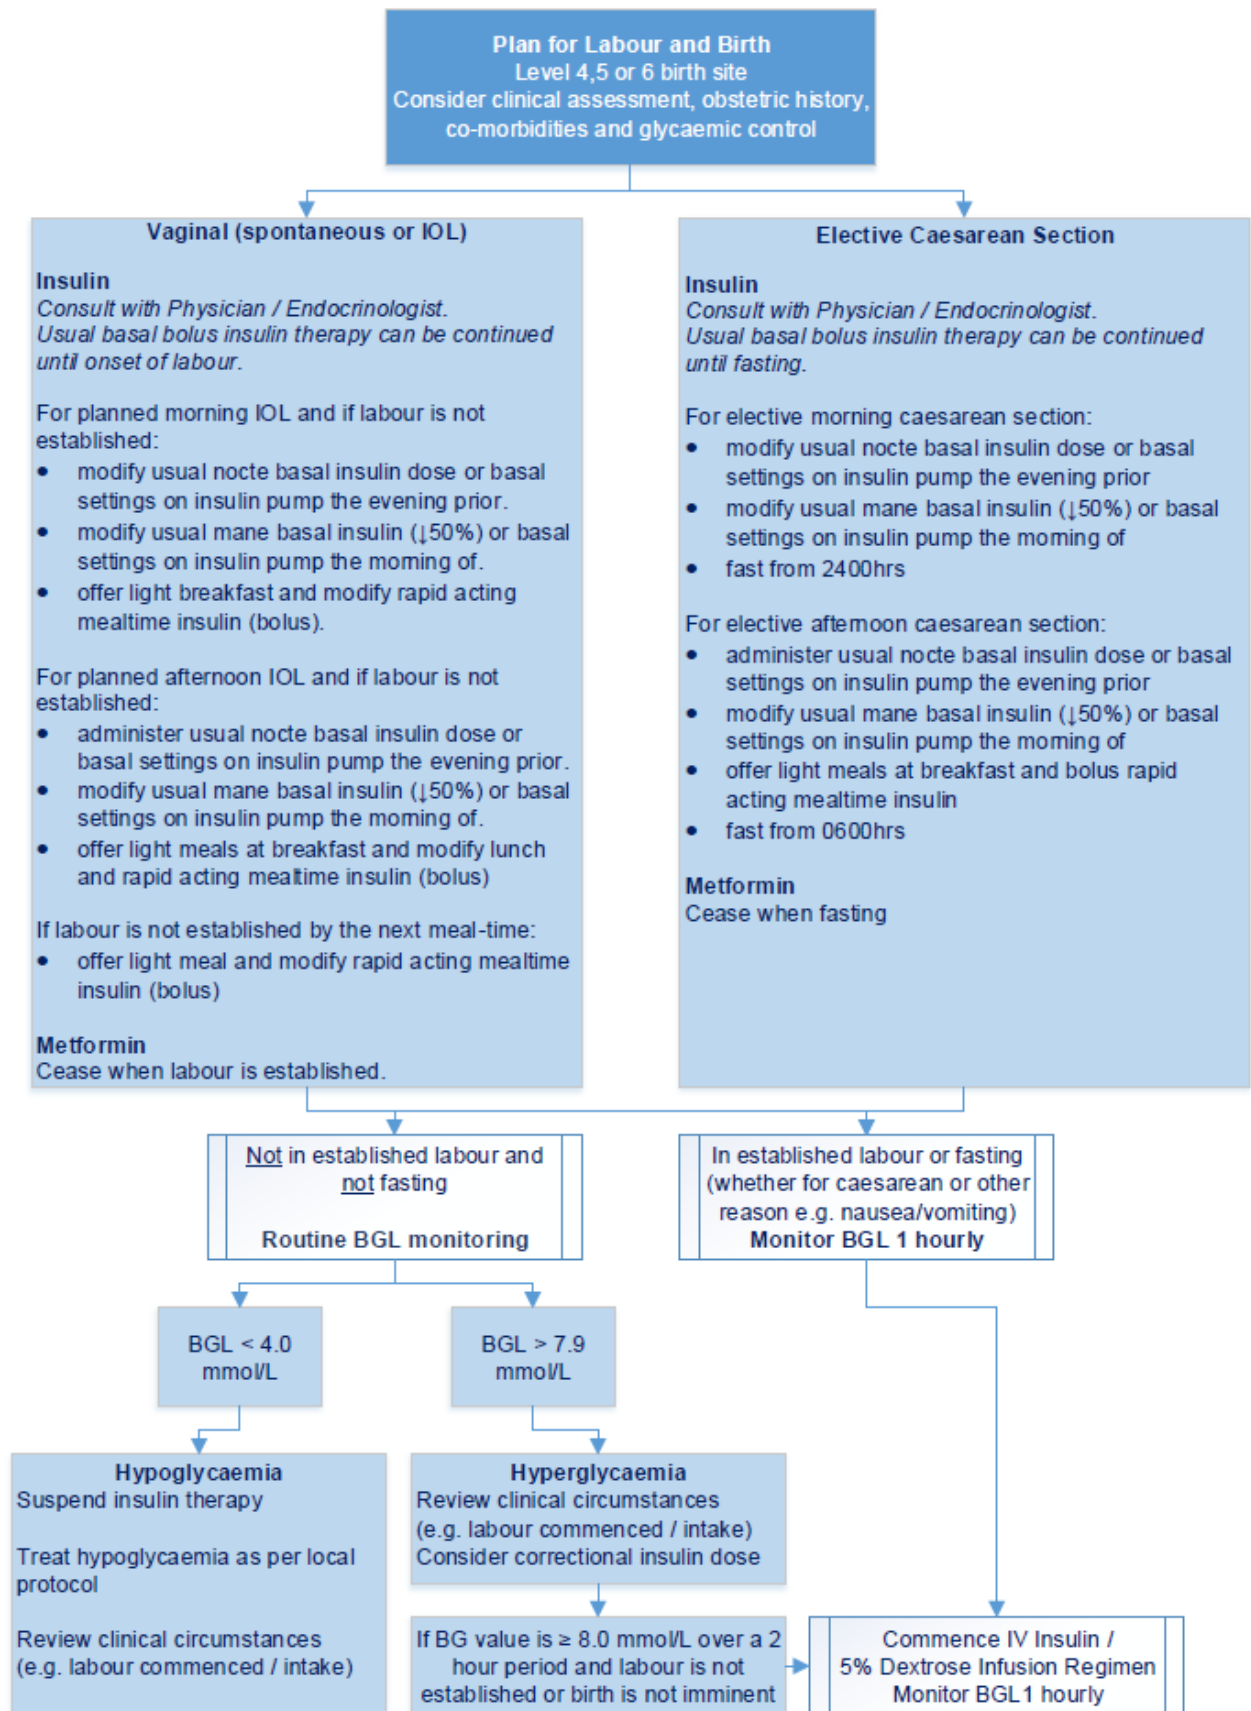 Plan for Labour and Birth
Level 4,5 or 6 birth site
Consider clinical assessment, obstetric history,
co-morbidities and glycaemic control
Vaginal (spontaneous or IOL)
Insulin
Consult with Physician / Endocrinologist.
Usual basal bolus insulin therapy can be continued
until onset of labour.
For planned morning IOL and if labour is not
established:
• modify usual nocte basal insulin dose or basal
settings on insulin pump the evening prior.
• modify usual mane basal insulin (↓50%) or basal
settings on insulin pump the morning of.
• offer light breakfast and modify rapid acting
mealtime insulin (bolus).
For planned afternoon IOL and if labour is not
established:
• administer usual nocte basal insulin dose or
basal settings on insulin pump the evening prior.
• modify usual mane basal insulin (↓50%) or basal
settings on insulin pump the morning of.
• offer light meals at breakfast and modify lunch
and rapid acting mealtime insulin (bolus)
If labour is not established by the next meal-time:
• offer light meal and modify rapid acting mealtime
insulin (bolus)
Metformin
Cease when labour is established.
Elective Caesarean Section
Insulin
Consult with Physician / Endocrinologist.
Usual basal bolus insulin therapy can be continued
until fasting.
For elective morning caesarean section:
• modify usual nocte basal insulin dose or basal
settings on insulin pump the evening prior
• modify usual mane basal insulin (↓50%) or basal
settings on insulin pump the morning of
• fast from 2400hrs
For elective afternoon caesarean section:
• administer usual nocte basal insulin dose or basal
settings on insulin pump the evening prior
• modify usual mane basal insulin (↓50%) or basal
settings on insulin pump the morning of
• offer light meals at breakfast and bolus rapid
acting mealtime insulin
• fast from 0600hrs
Metformin
Cease when fasting
Not in established labour and
not fasting
Routine BGL monitoring
In established labour or fasting
(whether for caesarean or other
reason e.g. nausea/vomiting)
Monitor BGL 1 hourly
BGL < 4.0
mmol/L
BGL > 7.9
mmol/L
Hypoglycaemia
Suspend insulin therapy
Treat hypoglycaemia as per local
protocol
Review clinical circumstances
(e.g. labour commenced / intake)
Hyperglycaemia
Review clinical circumstances
(e.g. labour commenced / intake)
Consider correctional insulin dose
If BG value is ≥ 8.0 mmol/L over a 2
hour period and labour is not
established or birth is not imminent
Commence IV Insulin /
5% Dextrose Infusion Regimen
Monitor BGL1 hourly